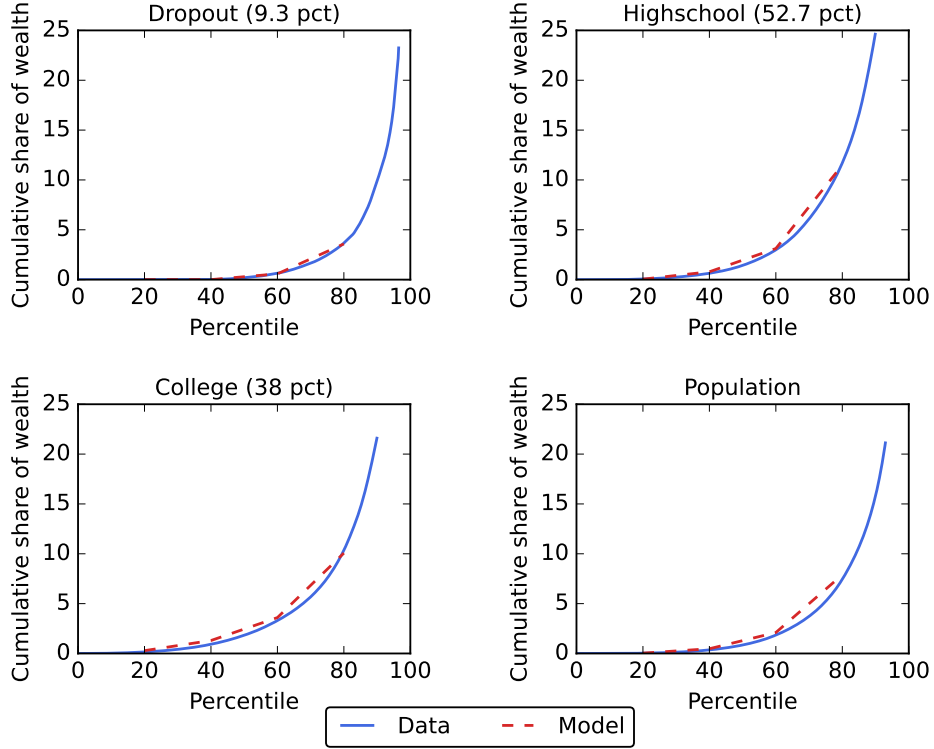 Dropout (9.3 pct)
Cumulative share of wealth
25
20
15
10
5
0
0 20 40 60 80 100
Percentile
Highschool (52.7 pct)
Cumulative share of wealth
25
20
15
10
5
0
0 20 40 60 80 100
Percentile
College (38 pct)
Cumulative share of wealth
25
20
15
10
5
0
0 20 40 60 80 100
Percentile
Population
Cumulative share of wealth
25
20
15
10
5
0
0 20 40 60 80 100
Percentile
Data Model